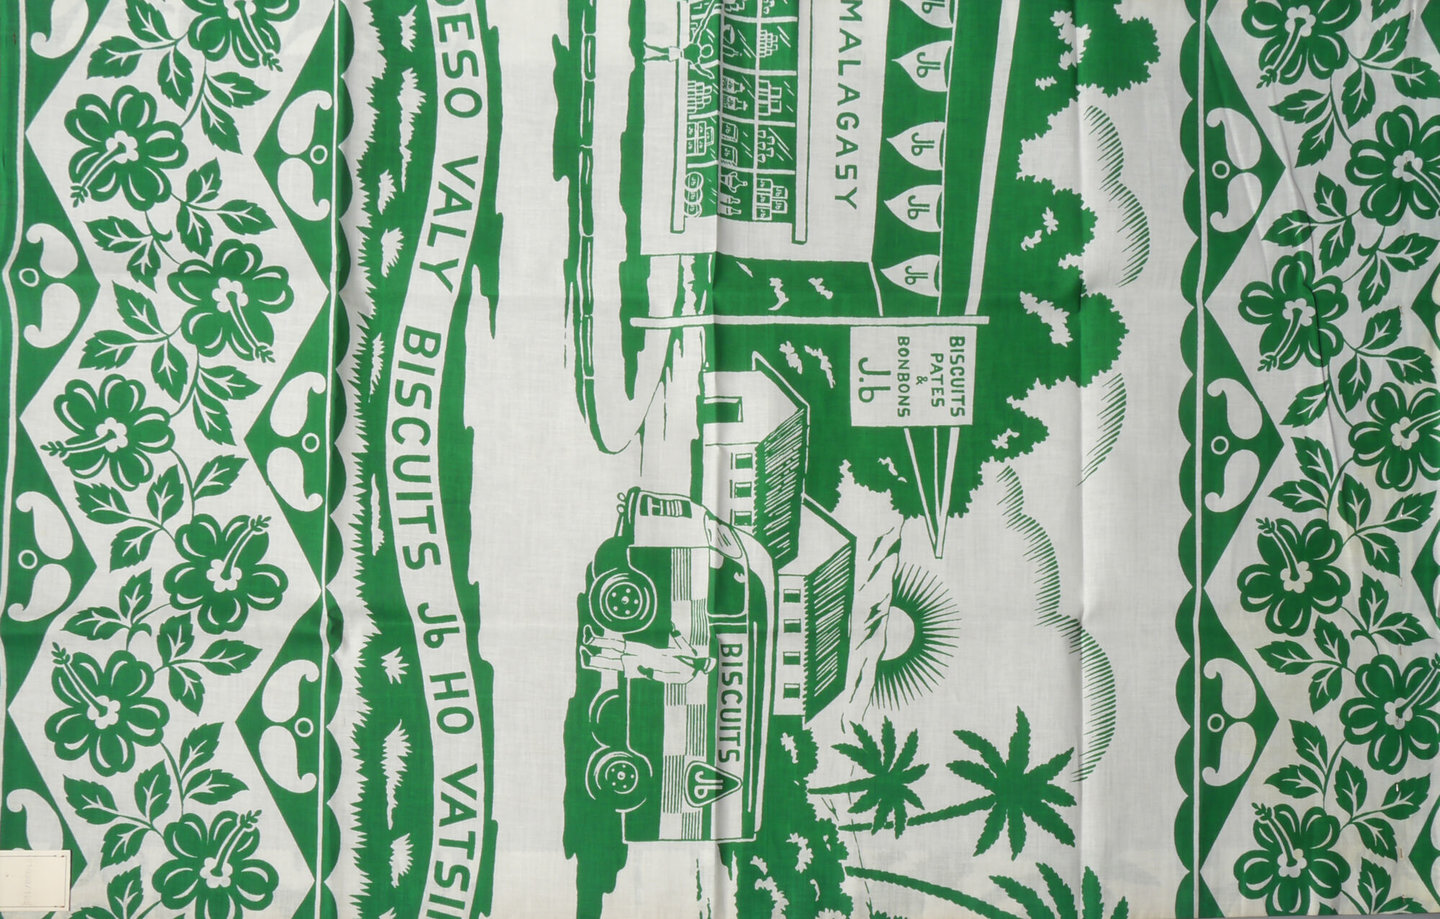 MALAGASY
Jb
Jb
Jb
Jb
BISCUITS
PATES
&
BONBONS
J.b
BISCUITS
Jb
DESO VALY BISCUITS Jb HO VATSI